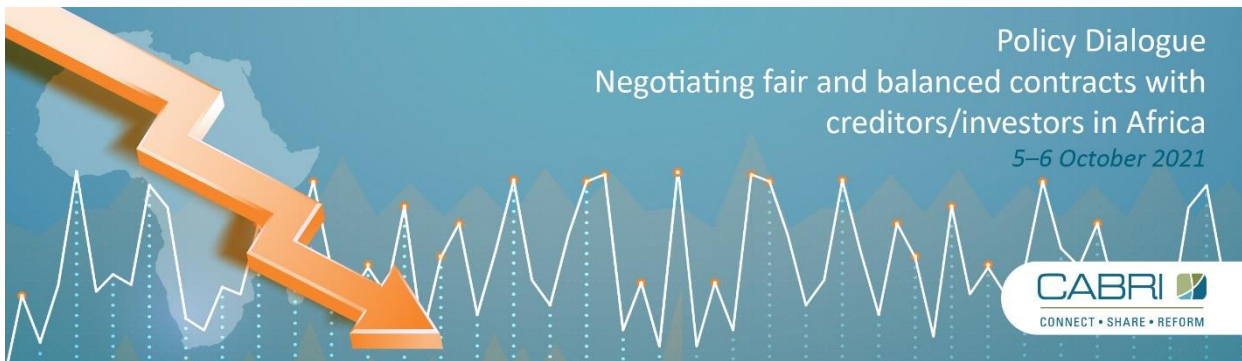 Policy Dialogue
Negotiating fair and balanced contracts with
creditors/investors in Africa
5–6 October 2021
CABRI
CONNECT • SHARE • REFORM